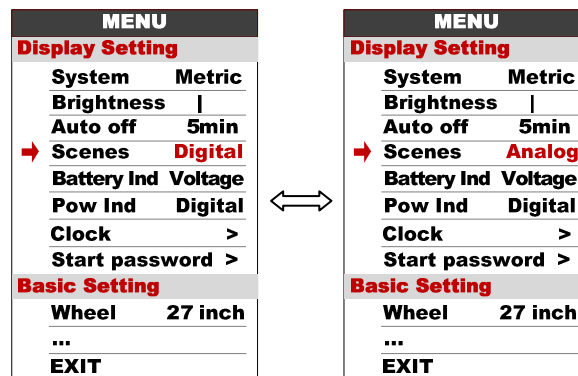 MENU
Display Setting
System Metric
Brightness |
Auto off 5min
Scenes Digital
Battery Ind Voltage
Pow Ind Digital
Clock >
Start password >
Basic Setting
Wheel 27 inch
...
EXIT
MENU
Display Setting
System Metric
Brightness |
Auto off 5min
Scenes Analog
Battery Ind Voltage
Pow Ind Digital
Clock >
Start password >
Basic Setting
Wheel 27 inch
...
EXIT